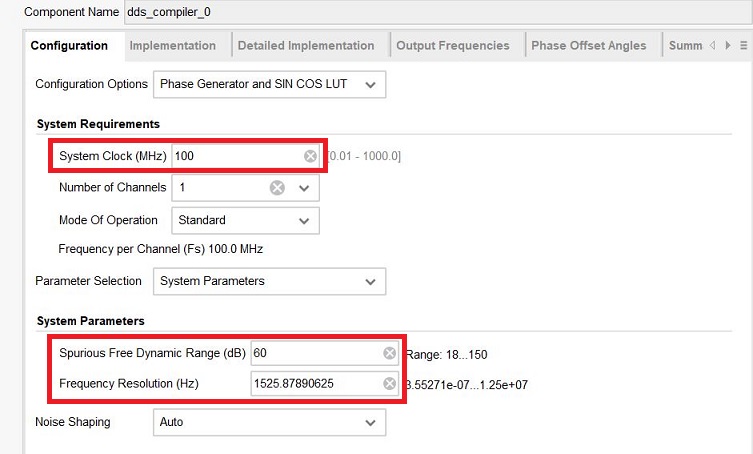 Component Name dds_compiler_0
Configuration Implementation Detailed Implementation Output Frequencies Phase Offset Angles Summ
Configuration Options Phase Generator and SIN COS LUT
System Requirements
System Clock (MHz) 100 [0.01 - 1000.0]
Number of Channels 1
Mode Of Operation Standard
Frequency per Channel (Fs) 100.0 MHz
Parameter Selection System Parameters
System Parameters
Spurious Free Dynamic Range (dB) 60 Range: 18...150
Frequency Resolution (Hz) 1525.87890625 3.55271e-07...1.25e+07
Noise Shaping Auto